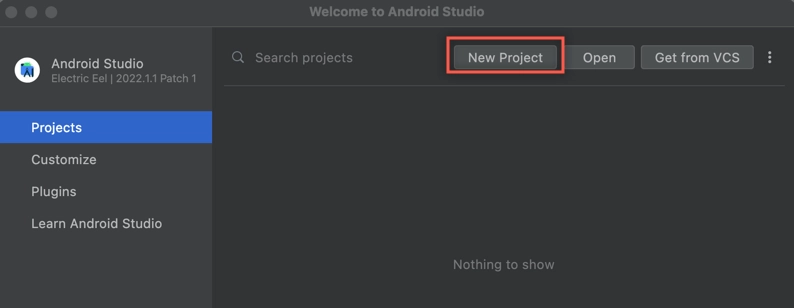 Welcome to Android Studio
Android Studio
Electric Eel | 2022.1.1 Patch 1
Search projects
New Project
Open
Get from VCS
Projects
Customize
Plugins
Learn Android Studio
Nothing to show